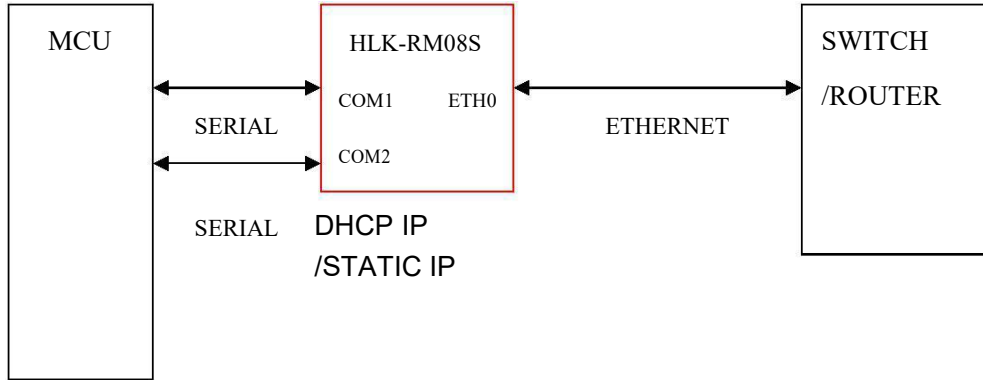 MCU
HLK-RM08S
SWITCH
/ROUTER
COM1
ETH0
SERIAL
ETHERNET
COM2
SERIAL
DHCP IP
/STATIC IP